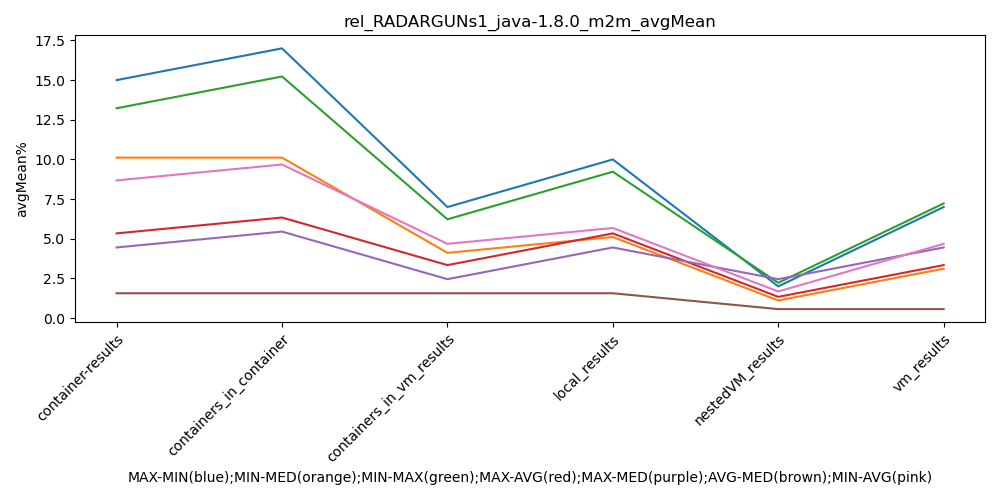 rel_RADARGUNs1_java-1.8.0_m2m_avgMean
17.5
15.0
12.5
10.0
7.5
5.0
2.5
0.0
avgMean%
container-results
containers_in_container
containers_in_vm_results
local_results
nestedVM_results
vm_results
MAX-MIN(blue);MIN-MED(orange);MIN-MAX(green);MAX-AVG(red);MAX-MED(purple);AVG-MED(brown);MIN-AVG(pink)